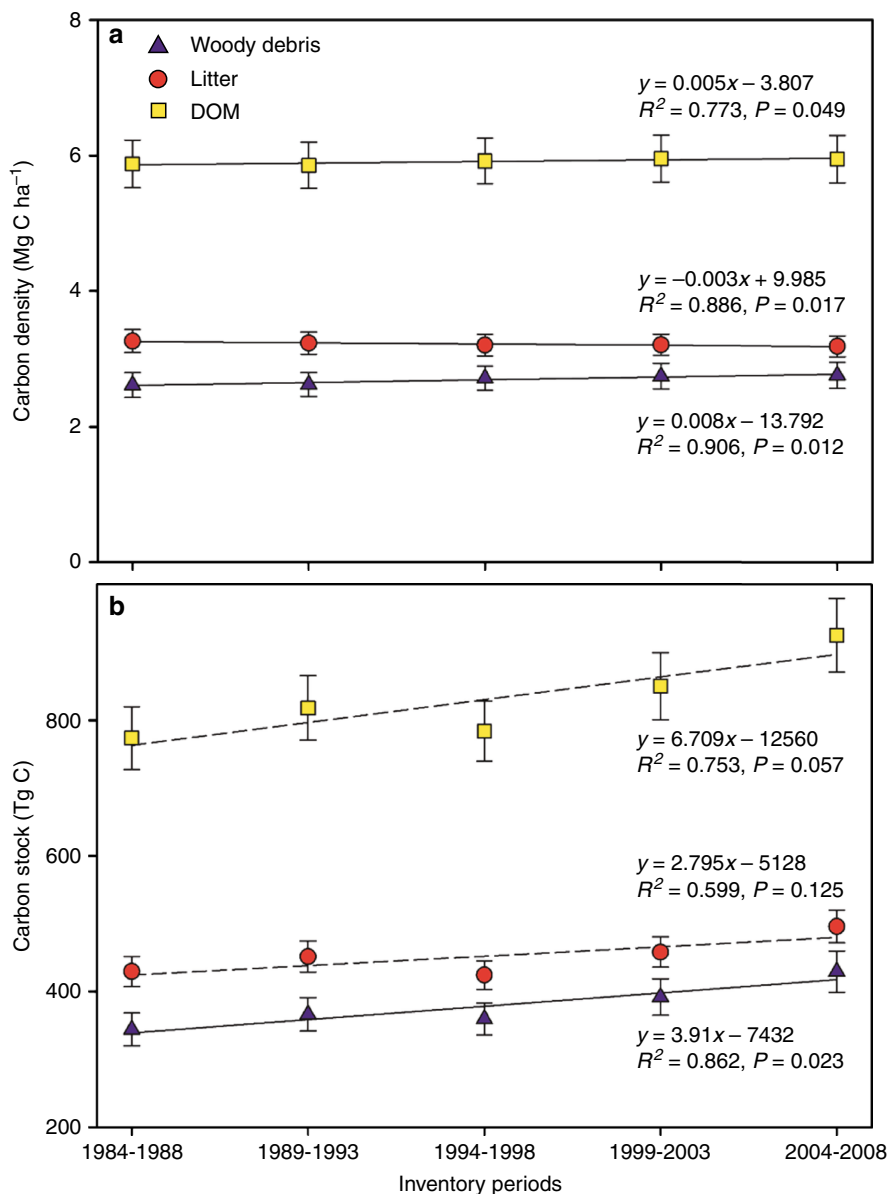 a
Woody debris
Litter
DOM
y = 0.005x – 3.807
R² = 0.773, P = 0.049
y = –0.003x + 9.985
R² = 0.886, P = 0.017
y = 0.008x – 13.792
R² = 0.906, P = 0.012
8
6
4
2
0
Carbon density (Mg C ha⁻¹)
b
y = 6.709x – 12560
R² = 0.753, P = 0.057
y = 2.795x – 5128
R² = 0.599, P = 0.125
y = 3.91x – 7432
R² = 0.862, P = 0.023
800
600
400
200
Carbon stock (Tg C)
1984-1988 1989-1993 1994-1998 1999-2003 2004-2008
Inventory periods